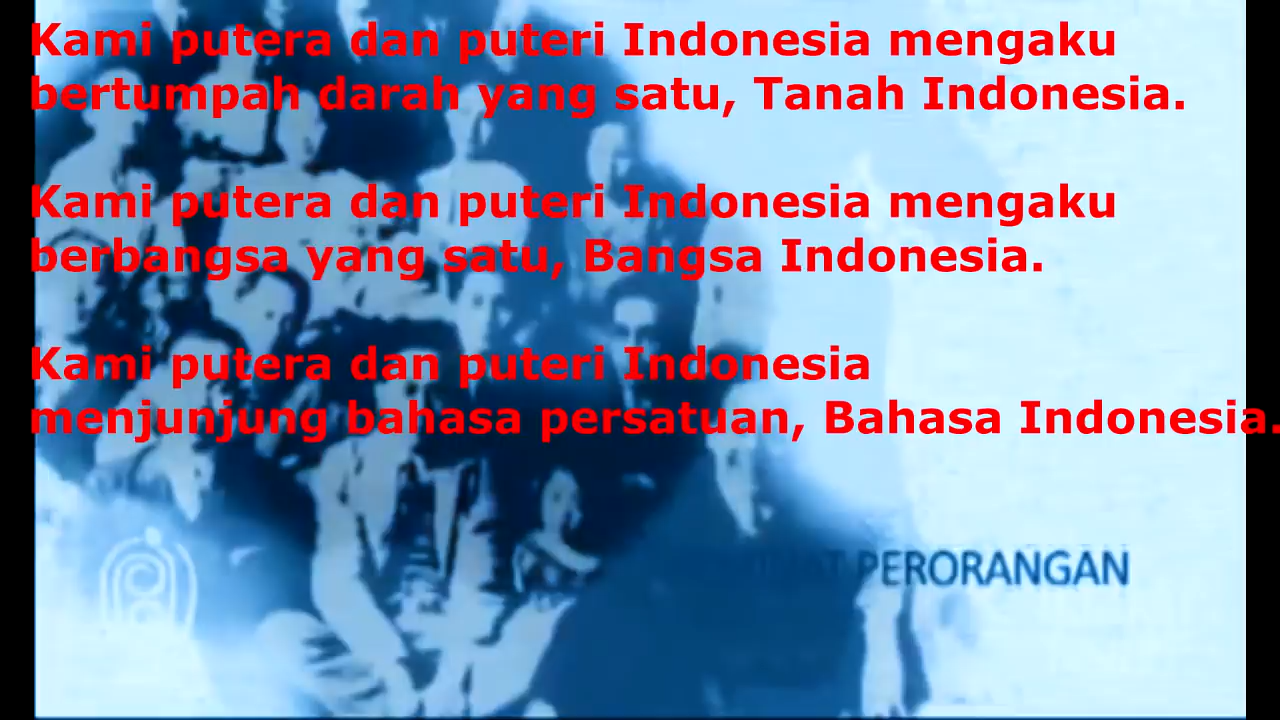 Kami putera dan puteri Indonesia mengaku
bertumpah darah yang satu, Tanah Indonesia.
Kami putera dan puteri Indonesia mengaku
berbangsa yang satu, Bangsa Indonesia.
Kami putera dan puteri Indonesia
menjunjung bahasa persatuan, Bahasa Indonesia.
PERORANGAN